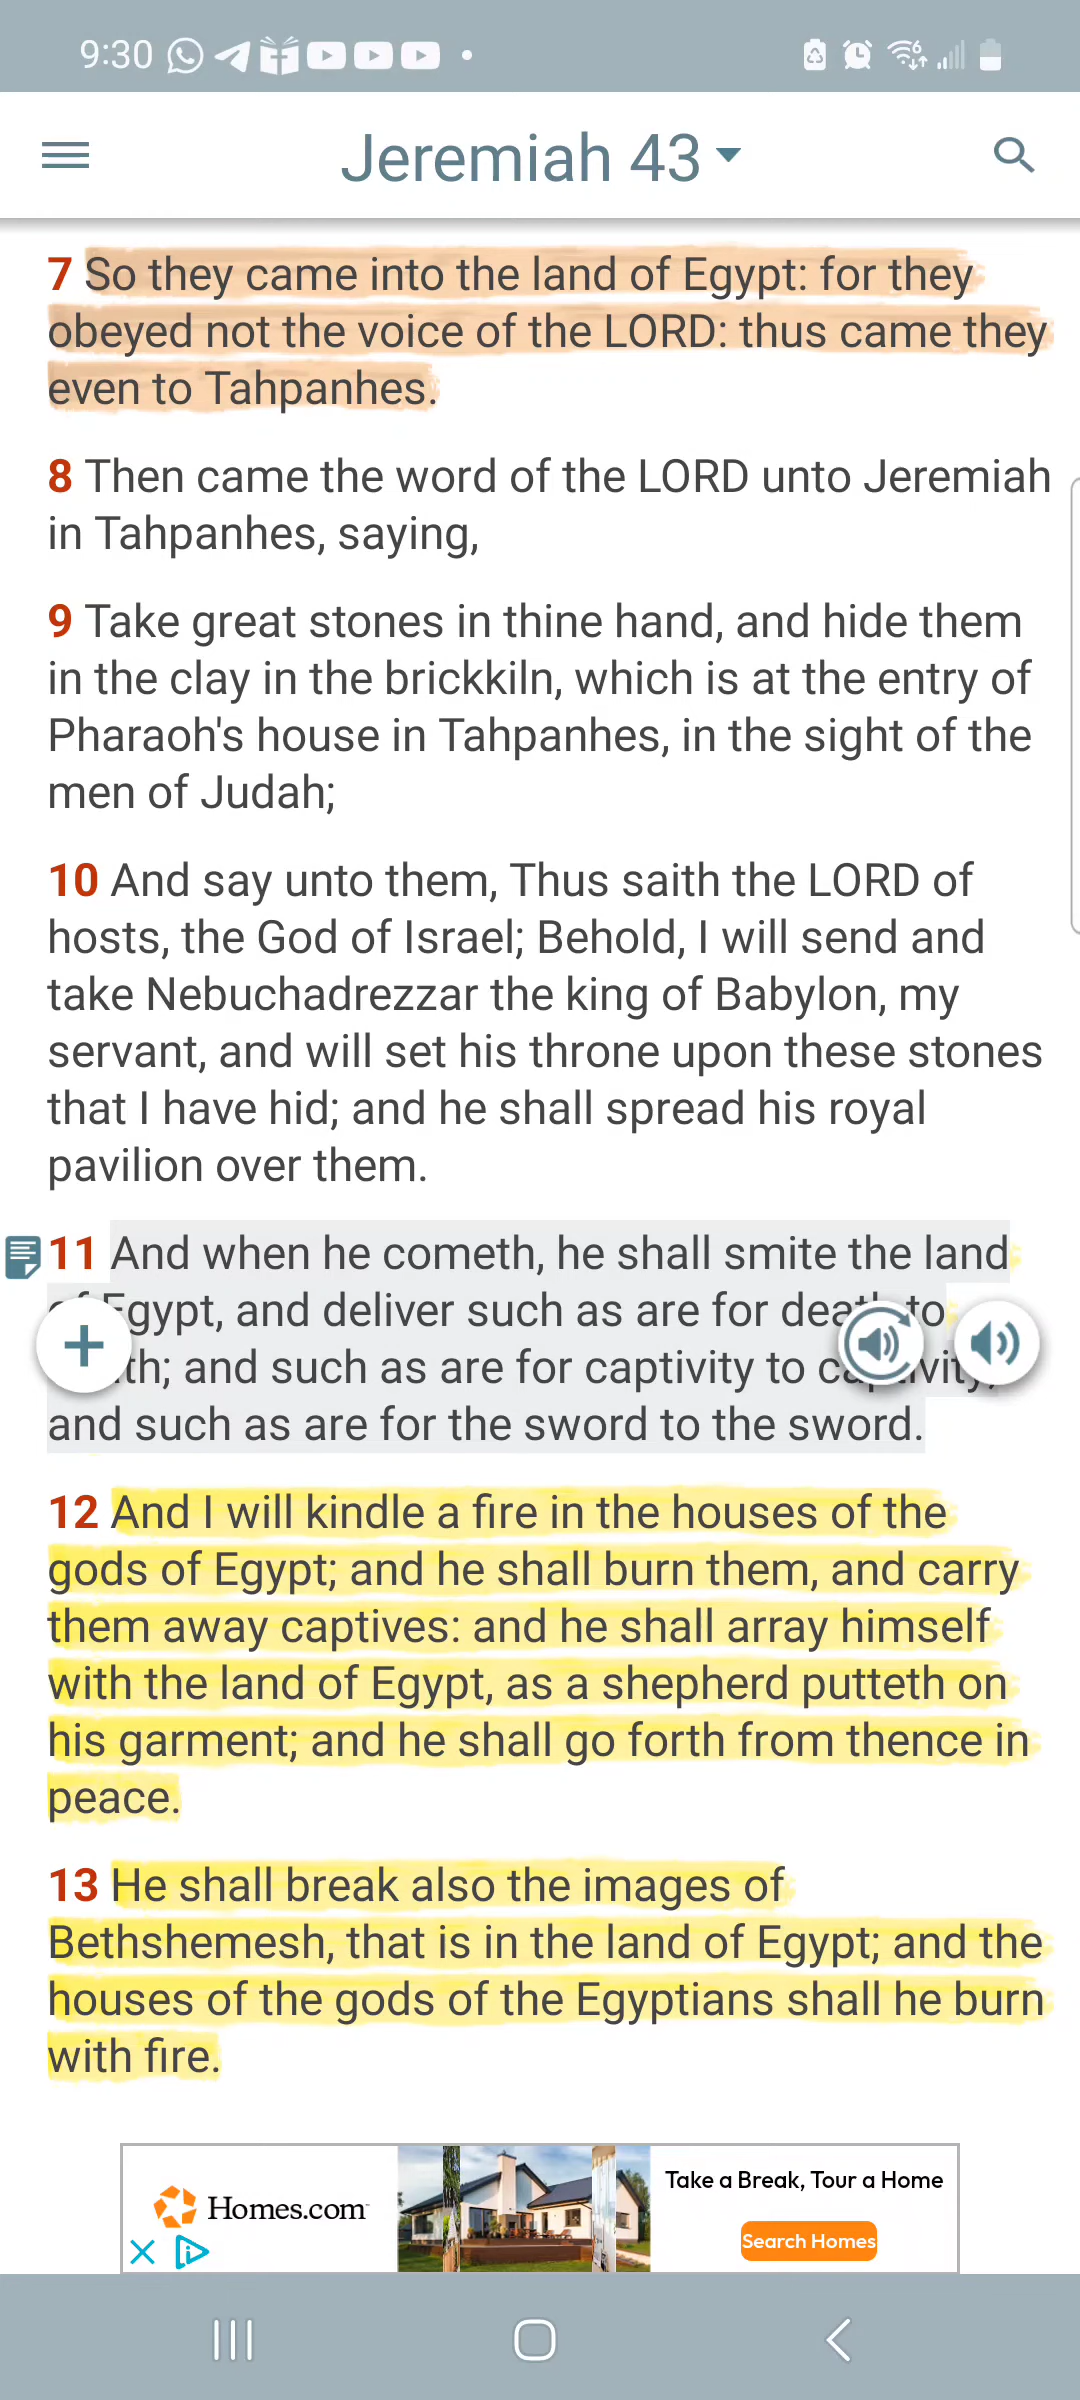 9:30
Jeremiah 43
7 So they came into the land of Egypt: for they
obeyed not the voice of the LORD: thus came they
even to Tahpanhes.
8 Then came the word of the LORD unto Jeremiah
in Tahpanhes, saying,
9 Take great stones in thine hand, and hide them
in the clay in the brickkiln, which is at the entry of
Pharaoh's house in Tahpanhes, in the sight of the
men of Judah;
10 And say unto them, Thus saith the LORD of
hosts, the God of Israel; Behold, I will send and
take Nebuchadrezzar the king of Babylon, my
servant, and will set his throne upon these stones
that I have hid; and he shall spread his royal
pavilion over them.
11 And when he cometh, he shall smite the land
Egypt, and deliver such as are for death to
and such as are for captivity to captivity,
and such as are for the sword to the sword.
12 And I will kindle a fire in the houses of the
gods of Egypt; and he shall burn them, and carry
them away captives: and he shall array himself
with the land of Egypt, as a shepherd putteth on
his garment; and he shall go forth from thence in
peace.
13 He shall break also the images of
Bethshemesh, that is in the land of Egypt; and the
houses of the gods of the Egyptians shall he burn
with fire.
Homes.com
Take a Break, Tour a Home
Search Homes